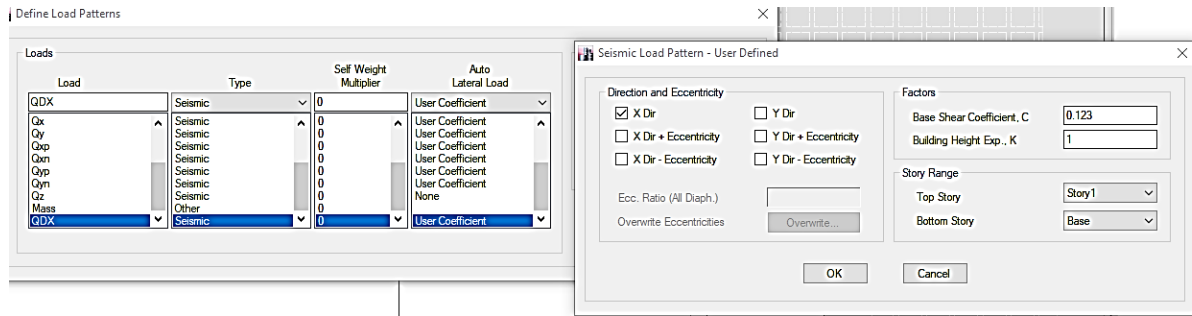 Define Load Patterns
Loads
Load
Type
Self Weight
Multiplier
Auto
Lateral Load
QDX Seismic 0 User Coefficient
Qx Seismic 0 User Coefficient
Qy Seismic 0 User Coefficient
Qxp Seismic 0 User Coefficient
Qxn Seismic 0 User Coefficient
Qyp Seismic 0 User Coefficient
Qyn Seismic 0 User Coefficient
Qz Seismic 0 None
Mass Other 0
QDX Seismic 0 User Coefficient
Seismic Load Pattern - User Defined
Direction and Eccentricity
X Dir Y Dir
X Dir + Eccentricity Y Dir + Eccentricity
X Dir - Eccentricity Y Dir - Eccentricity
Ecc. Ratio (All Diaph.)
Overwrite Eccentricities Overwrite...
Factors
Base Shear Coefficient, C 0.123
Building Height Exp., K 1
Story Range
Top Story Story1
Bottom Story Base
OK Cancel